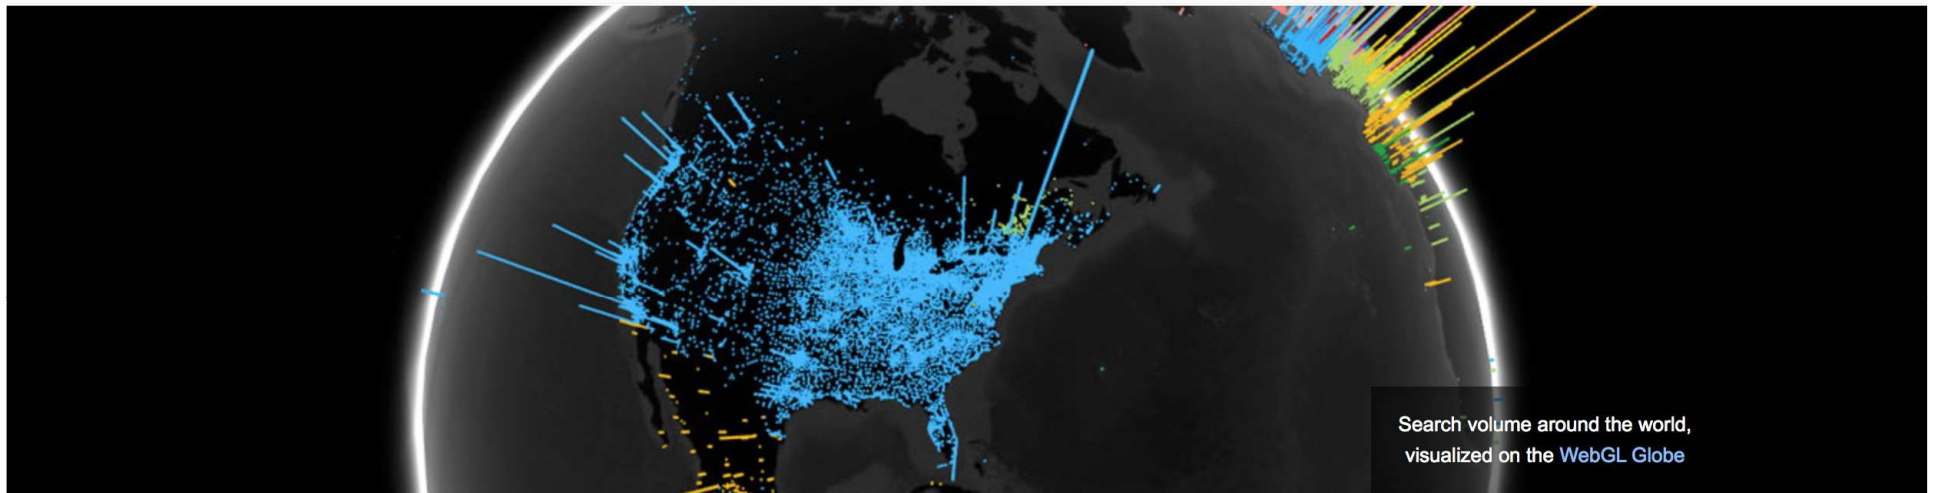 Search volume around the world,
visualized on the WebGL Globe